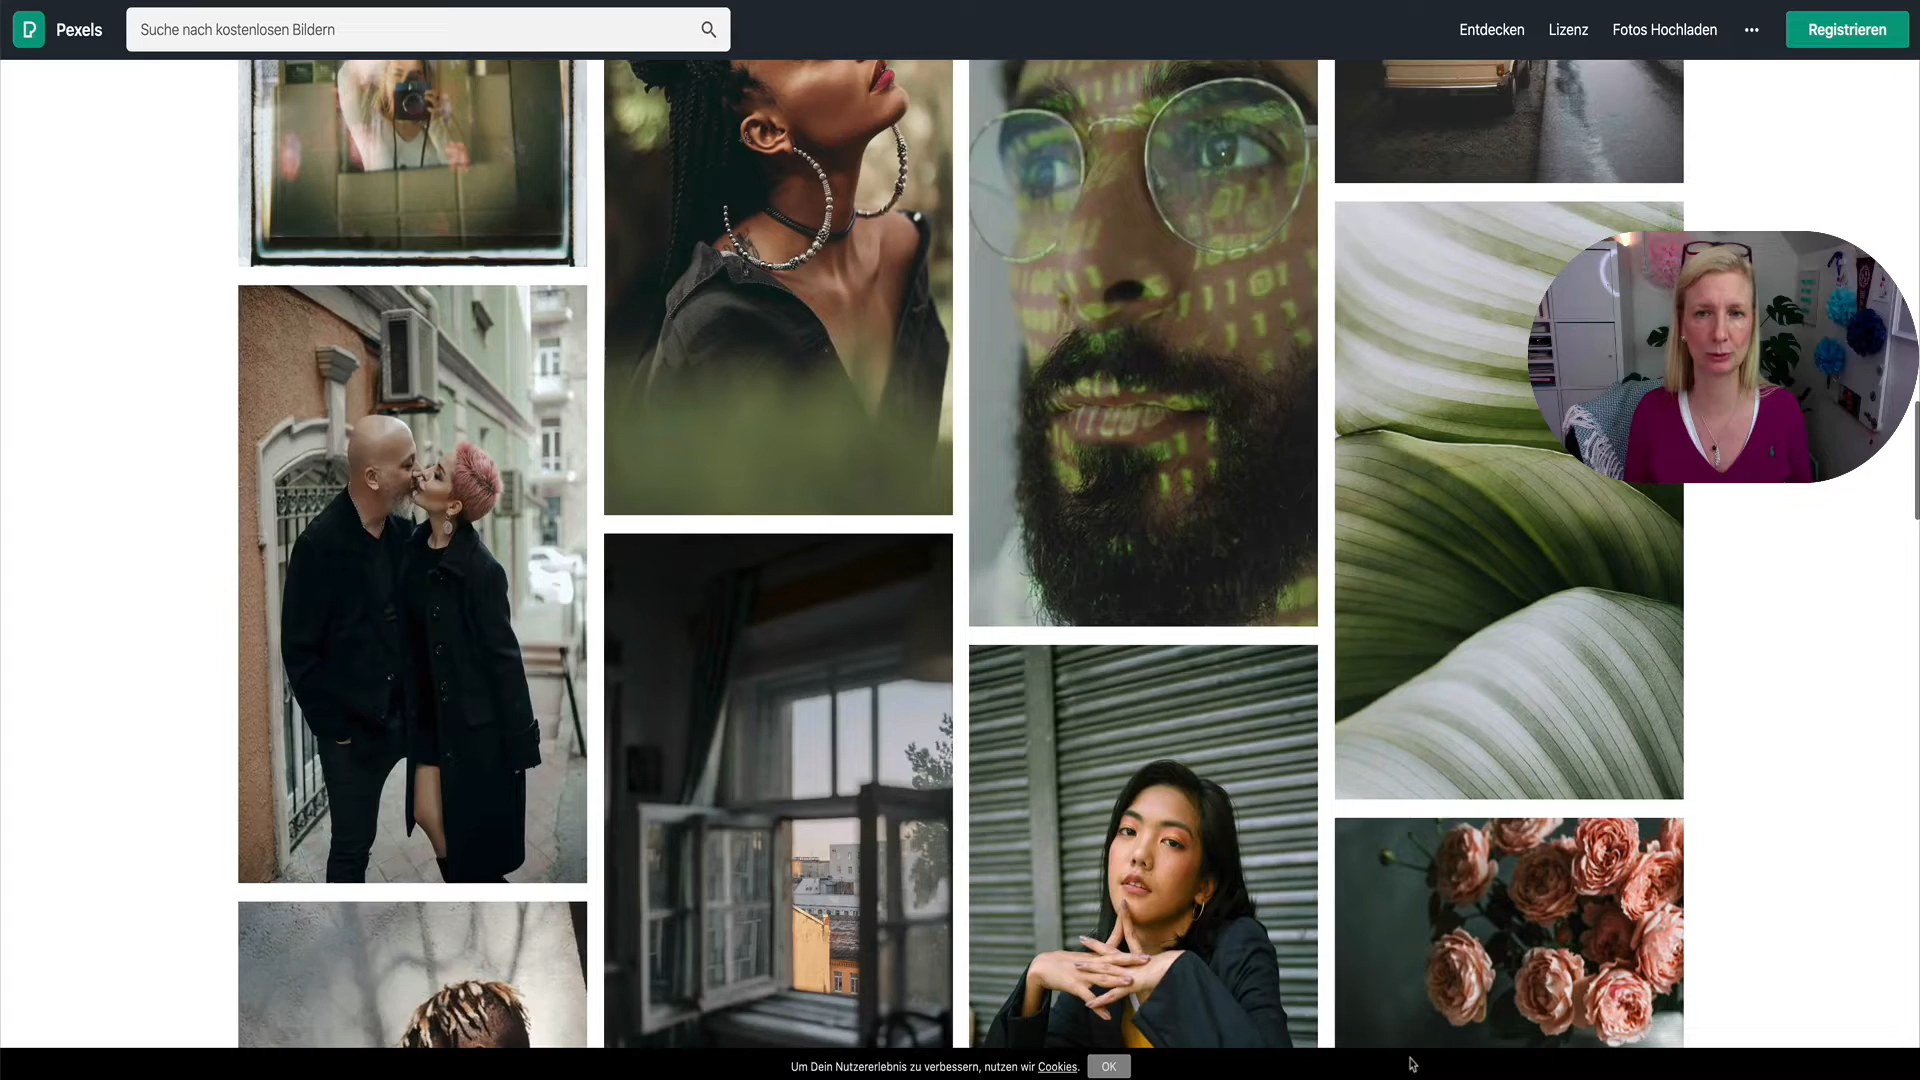 Pexels
Suche nach kostenlosen Bildern
Entdecken
Lizenz
Fotos Hochladen
•••
Registrieren
Um Dein Nutzererlebnis zu verbessern, nutzen wir Cookies.
OK